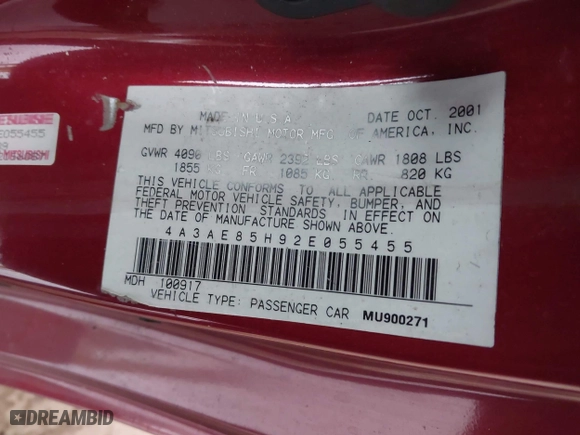 MADE IN U.S.A. DATE OCT. 2001
MFD BY MITSUBISHI MOTOR MFG OF AMERICA, INC.
GVWR 4090 LBS GAWR 2392 LBS GAWR 1808 LBS
1855 KG FR. 1085 KG RR. 820 KG
THIS VEHICLE CONFORMS TO ALL APPLICABLE
FEDERAL MOTOR VEHICLE SAFETY, BUMPER, AND
THEFT PREVENTION STANDARDS IN EFFECT ON
THE DATE OF MANUFACTURE SHOWN ABOVE.
4A3AE85H92E055455
MDH 100917
VEHICLE TYPE: PASSENGER CAR MU900271
E055455
MITSUBISHI
DREAMBID